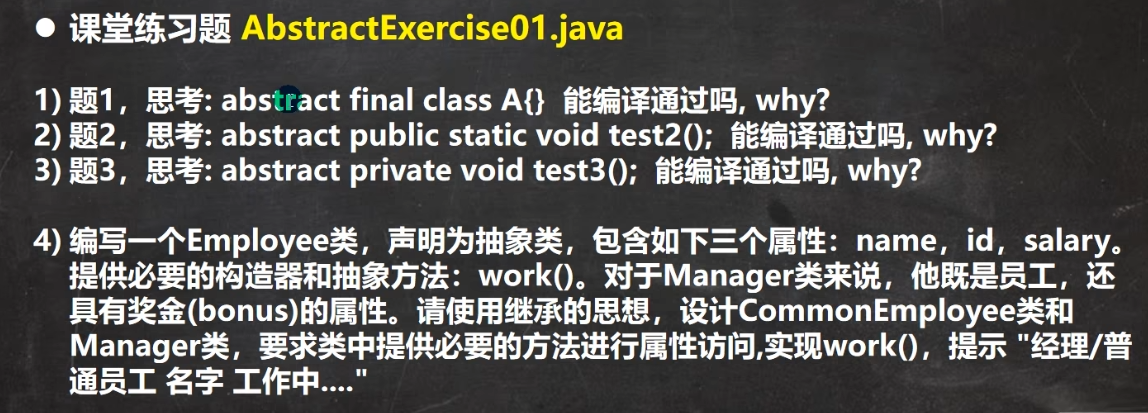 ● 课堂练习题 AbstractExercise01.java
1) 题1，思考: abstract final class A{} 能编译通过吗, why?
2) 题2，思考: abstract public static void test2(); 能编译通过吗, why?
3) 题3，思考: abstract private void test3(); 能编译通过吗, why?
4) 编写一个Employee类，声明为抽象类，包含如下三个属性：name，id，salary。
提供必要的构造器和抽象方法：work()。对于Manager类来说，他既是员工，还
具有奖金(bonus)的属性。请使用继承的思想，设计CommonEmployee类和
Manager类，要求类中提供必要的方法进行属性访问,实现work()，提示 "经理/普
通员工 名字 工作中...."